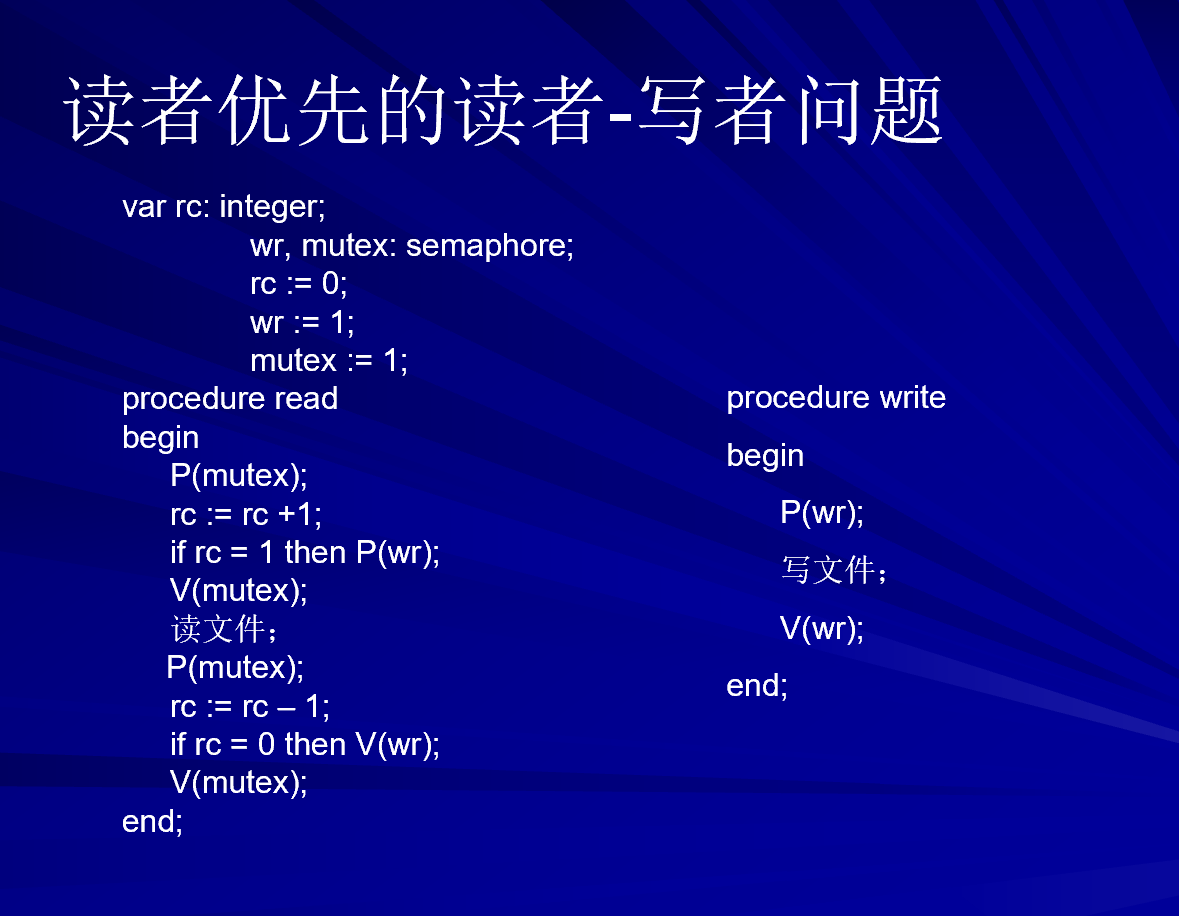 读者优先的读者-写者问题
var rc: integer;
wr, mutex: semaphore;
rc := 0;
wr := 1;
mutex := 1;
procedure read
begin
P(mutex);
rc := rc +1;
if rc = 1 then P(wr);
V(mutex);
读文件;
P(mutex);
rc := rc – 1;
if rc = 0 then V(wr);
V(mutex);
end;
procedure write
begin
P(wr);
写文件;
V(wr);
end;